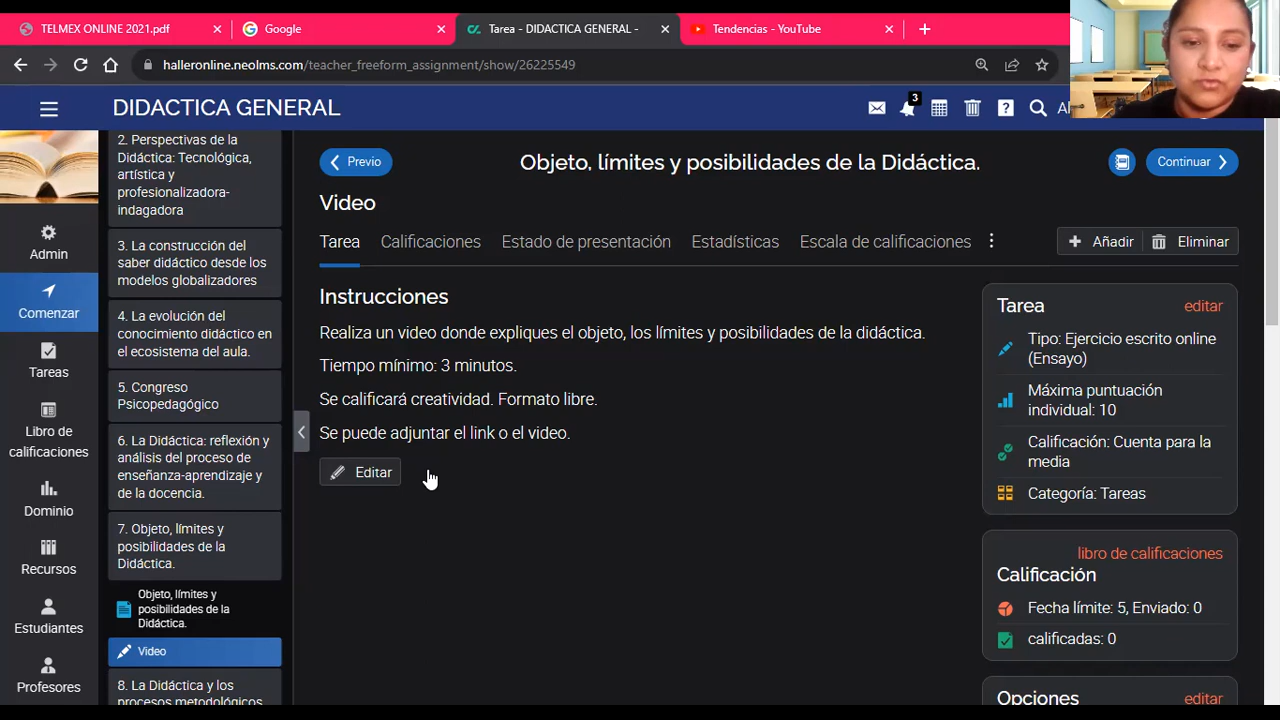 TELMEX ONLINE 2021.pdf
Google
Tarea - DIDACTICA GENERAL -
Tendencias - YouTube
halleronline.neolms.com/teacher_freeform_assignment/show/26225549
DIDACTICA GENERAL
3
Admin
Comenzar
Tareas
Libro de
calificaciones
Dominio
Recursos
Estudiantes
Profesores
2. Perspectivas de la
Didáctica: Tecnológica,
artística y
profesionalizadora-
indagadora
3. La construcción del
saber didáctico desde los
modelos globalizadores
4. La evolución del
conocimiento didáctico en
el ecosistema del aula.
5. Congreso
Psicopedagógico
6. La Didáctica: reflexión y
análisis del proceso de
enseñanza-aprendizaje y
de la docencia.
7. Objeto, límites y
posibilidades de la
Didáctica.
Objeto, límites y
posibilidades de la
Didáctica.
Video
8. La Didáctica y los
procesos metodológicos
Previo
Objeto, límites y posibilidades de la Didáctica.
Continuar
Video
Tarea
Calificaciones
Estado de presentación
Estadísticas
Escala de calificaciones
Añadir
Eliminar
Instrucciones
Realiza un video donde expliques el objeto, los límites y posibilidades de la didáctica.
Tiempo mínimo: 3 minutos.
Se calificará creatividad. Formato libre.
Se puede adjuntar el link o el video.
Editar
Tarea
editar
Tipo: Ejercicio escrito online
(Ensayo)
Máxima puntuación
individual: 10
Calificación: Cuenta para la
media
Categoría: Tareas
libro de calificaciones
Calificación
Fecha límite: 5, Enviado: 0
calificadas: 0
Opciones
editar